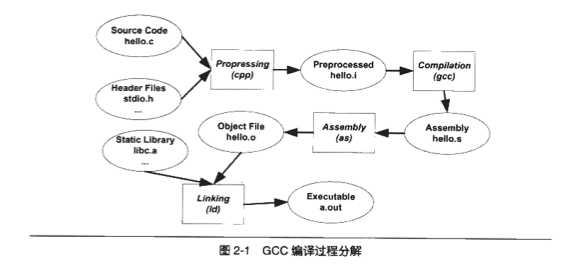 Source Code
hello.c
Header Files
stdio.h
...
Propressing
(cpp)
Preprocessed
hello.i
Compilation
(gcc)
Assembly
hello.s
Assembly
(as)
Object File
hello.o
Static Library
libc.a
...
Linking
(ld)
Executable
a.out
图 2-1 GCC 编译过程分解